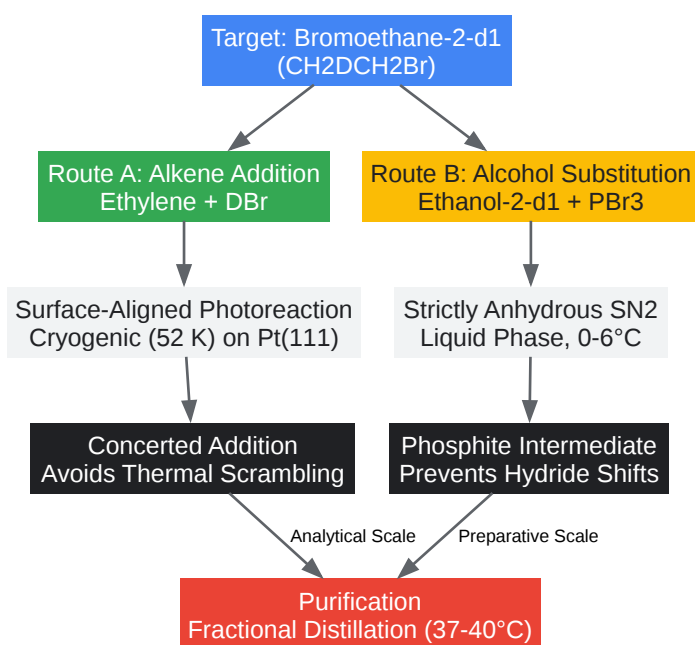 Target: Bromoethane-2-d1
(CH2DCH2Br)
Route A: Alkene Addition
Ethylene + DBr
Route B: Alcohol Substitution
Ethanol-2-d1 + PBr3
Surface-Aligned Photoreaction
Cryogenic (52 K) on Pt(111)
Strictly Anhydrous SN2
Liquid Phase, 0-6°C
Concerted Addition
Avoids Thermal Scrambling
Phosphite Intermediate
Prevents Hydride Shifts
Analytical Scale
Preparative Scale
Purification
Fractional Distillation (37-40°C)